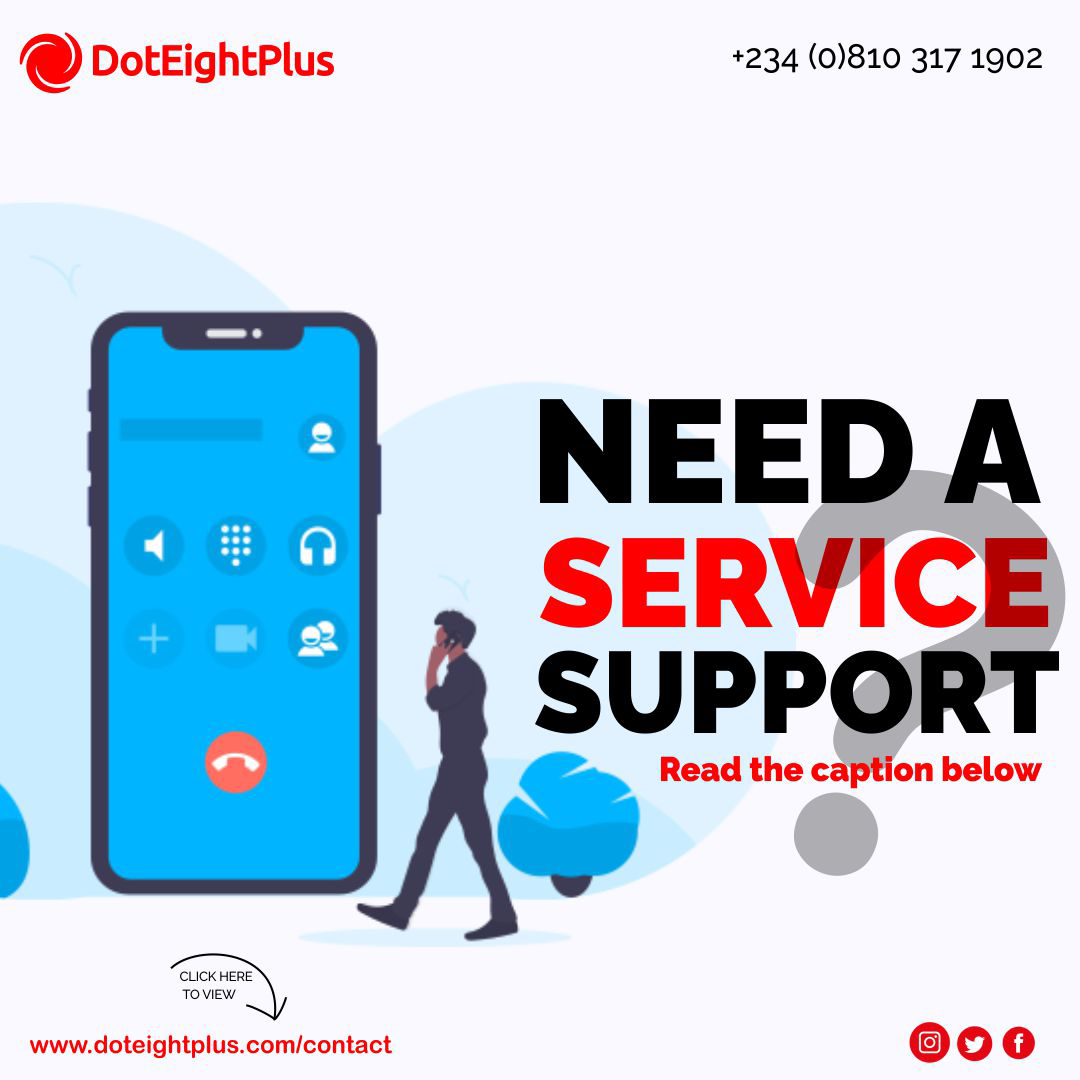 DotEightPlus
+234 (0)810 317 1902
NEED A
SERVICE
SUPPORT
?
Read the caption below
CLICK HERE
TO VIEW
www.doteightplus.com/contact